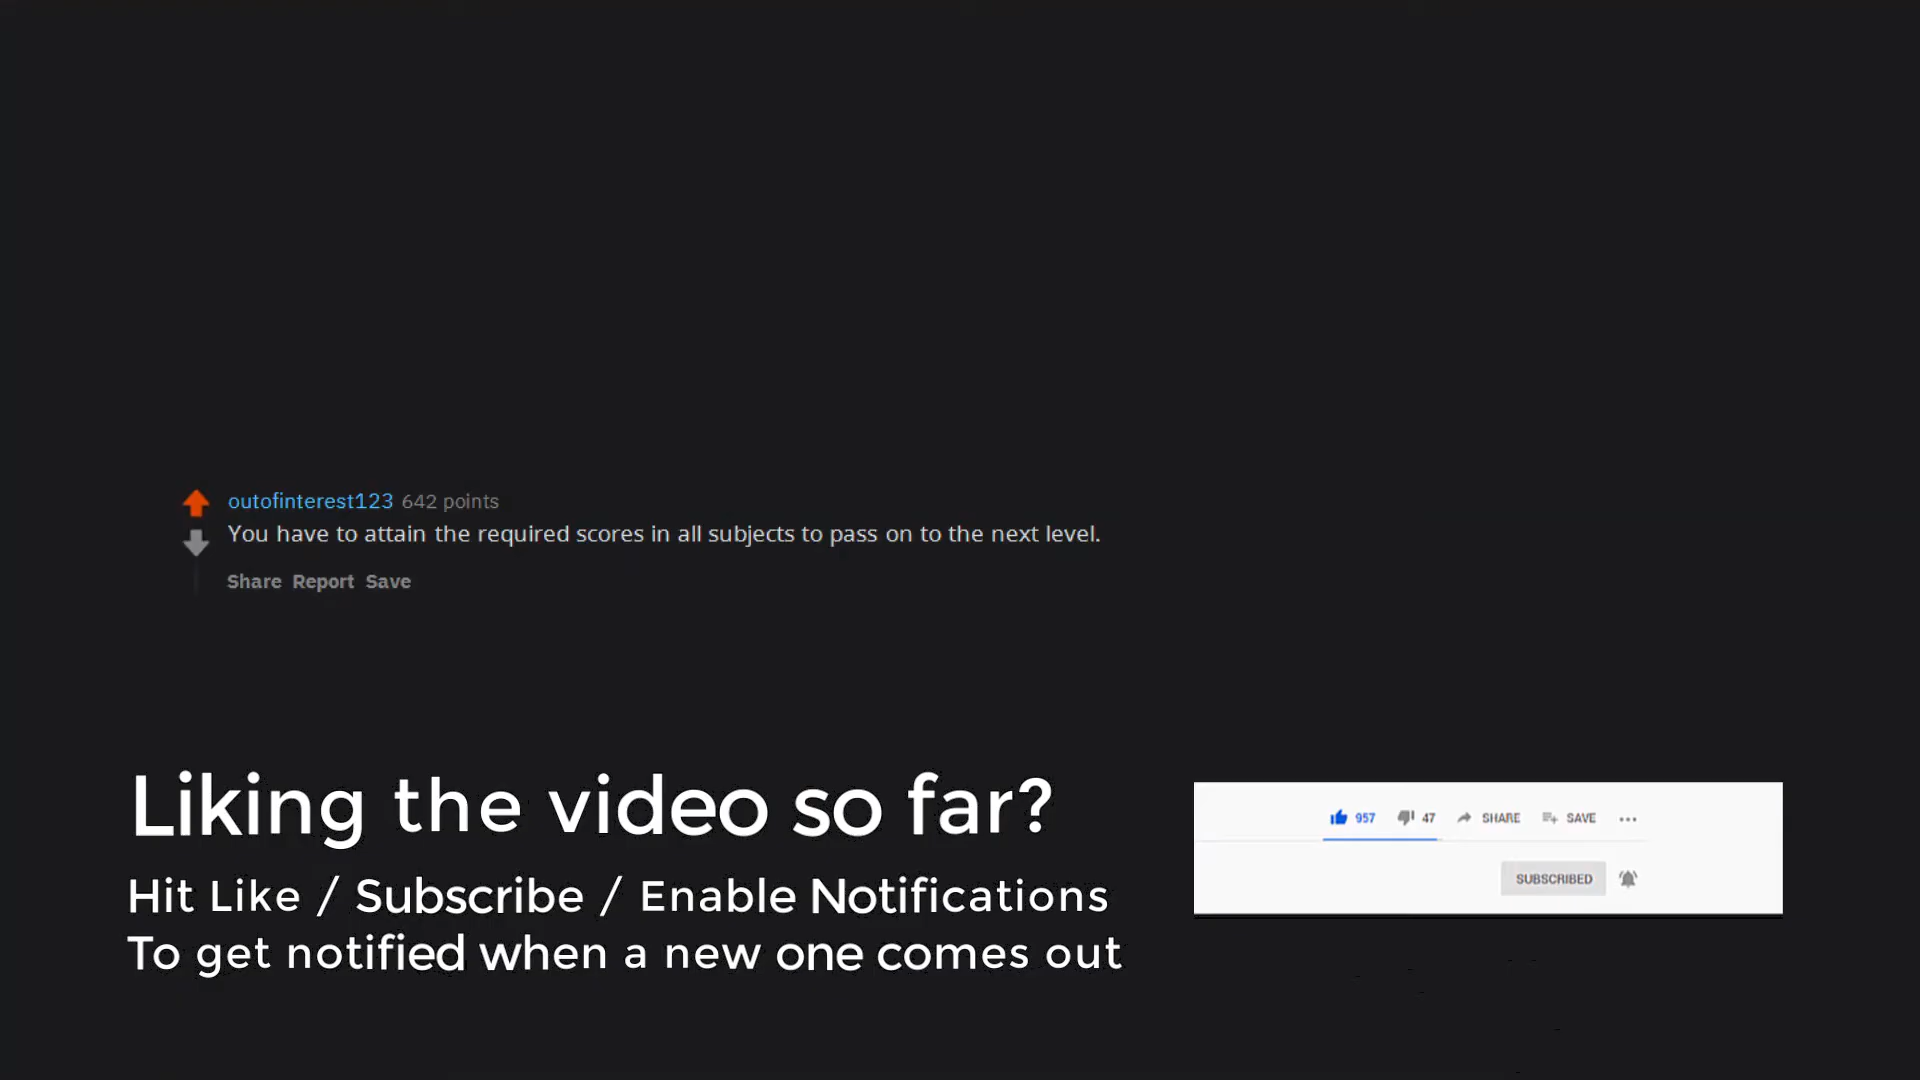 outofinterest123 642 points
You have to attain the required scores in all subjects to pass on to the next level.
Share Report Save
Liking the video so far?
Hit Like / Subscribe / Enable Notifications
To get notified when a new one comes out
957 47 SHARE SAVE
SUBSCRIBED